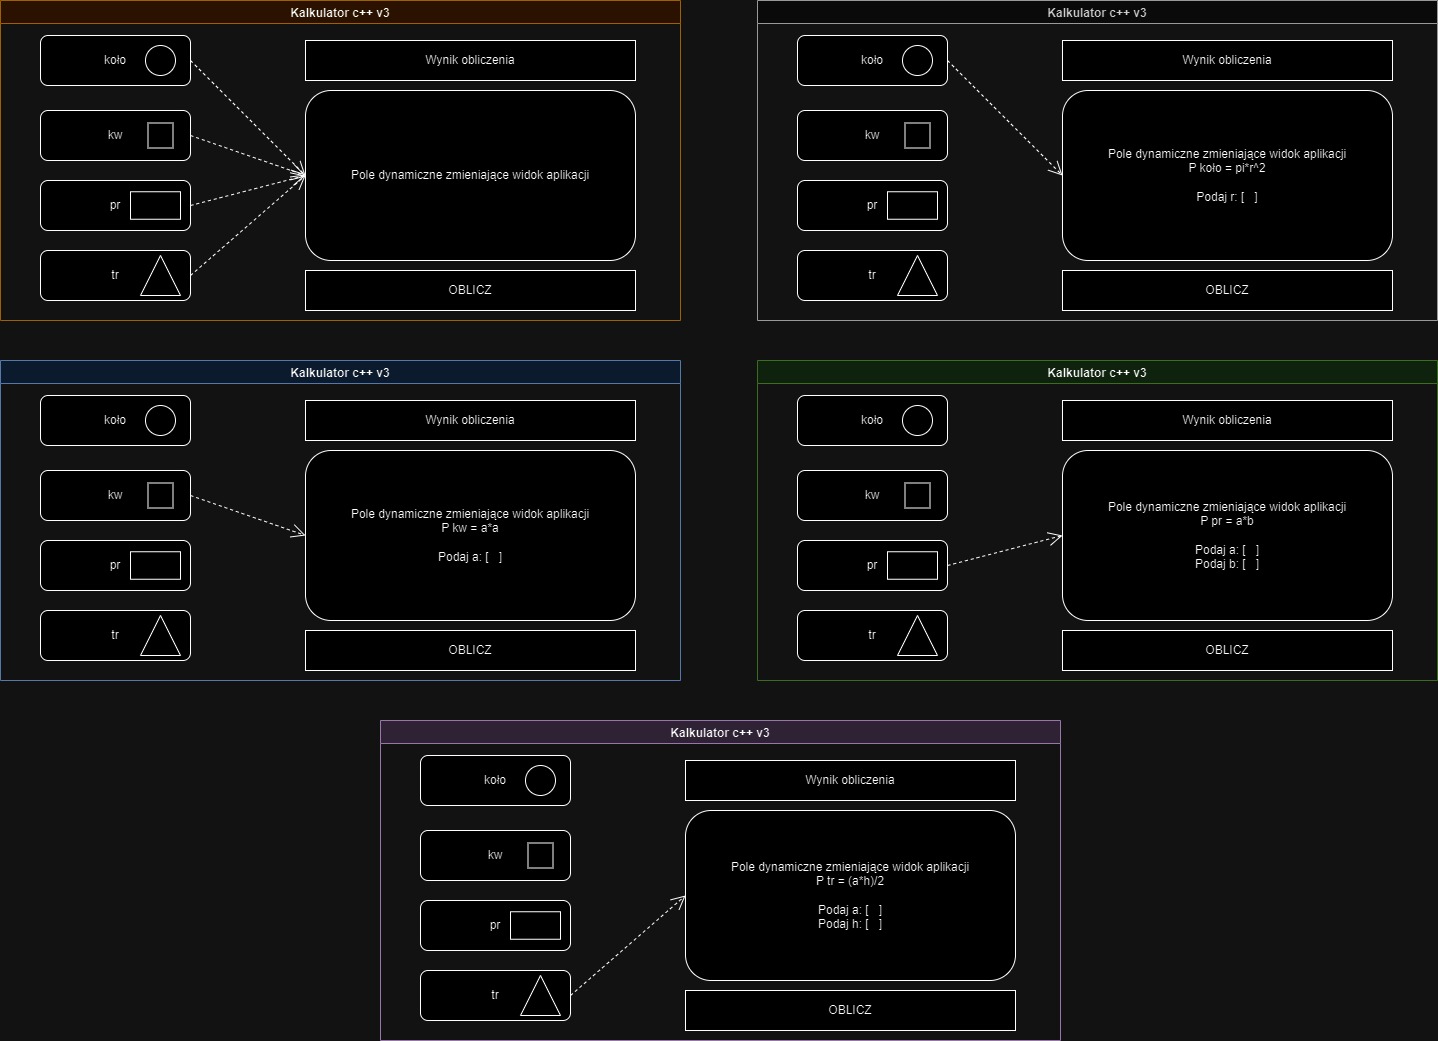 Kalkulator c++ v3
koło
kw
pr
tr
Wynik obliczenia
Pole dynamiczne zmieniające widok aplikacji
OBLICZ
Kalkulator c++ v3
koło
kw
pr
tr
Wynik obliczenia
Pole dynamiczne zmieniające widok aplikacji
P koło = pi*r^2
Podaj r: [   ]
OBLICZ
Kalkulator c++ v3
koło
kw
pr
tr
Wynik obliczenia
Pole dynamiczne zmieniające widok aplikacji
P kw = a*a
Podaj a: [   ]
OBLICZ
Kalkulator c++ v3
koło
kw
pr
tr
Wynik obliczenia
Pole dynamiczne zmieniające widok aplikacji
P pr = a*b
Podaj a: [   ]
Podaj b: [   ]
OBLICZ
Kalkulator c++ v3
koło
kw
pr
tr
Wynik obliczenia
Pole dynamiczne zmieniające widok aplikacji
P tr = (a*h)/2
Podaj a: [   ]
Podaj h: [   ]
OBLICZ